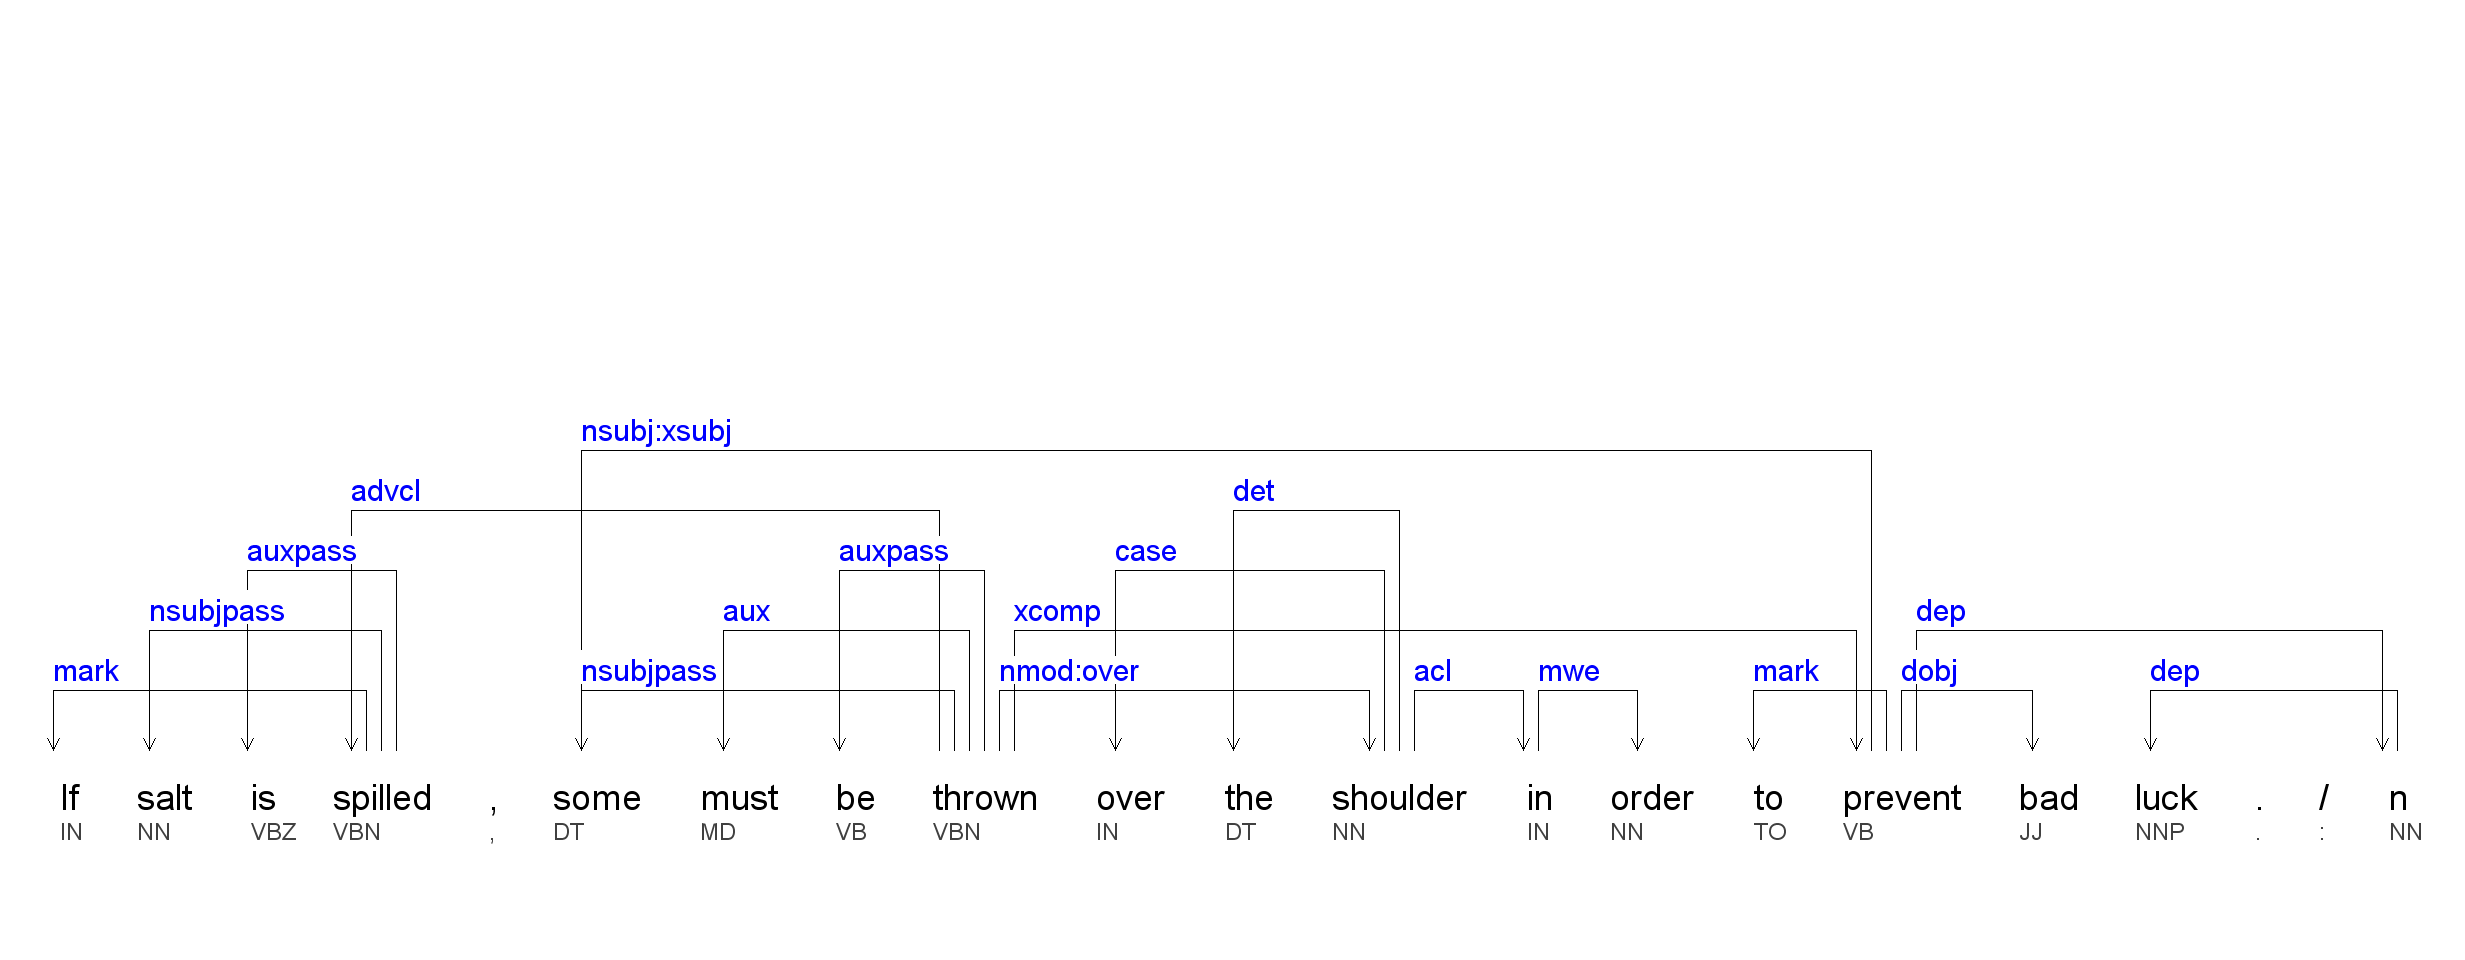 nsubj:xsubj
advcl det
auxpass auxpass case
nsubjpass aux xcomp dep
mark nsubjpass nmod:over acl mwe mark dobj dep
If salt is spilled , some must be thrown over the shoulder in order to prevent bad luck . / n
IN NN VBZ VBN , DT MD VB VBN IN DT NN IN NN TO VB JJ NNP . : NN